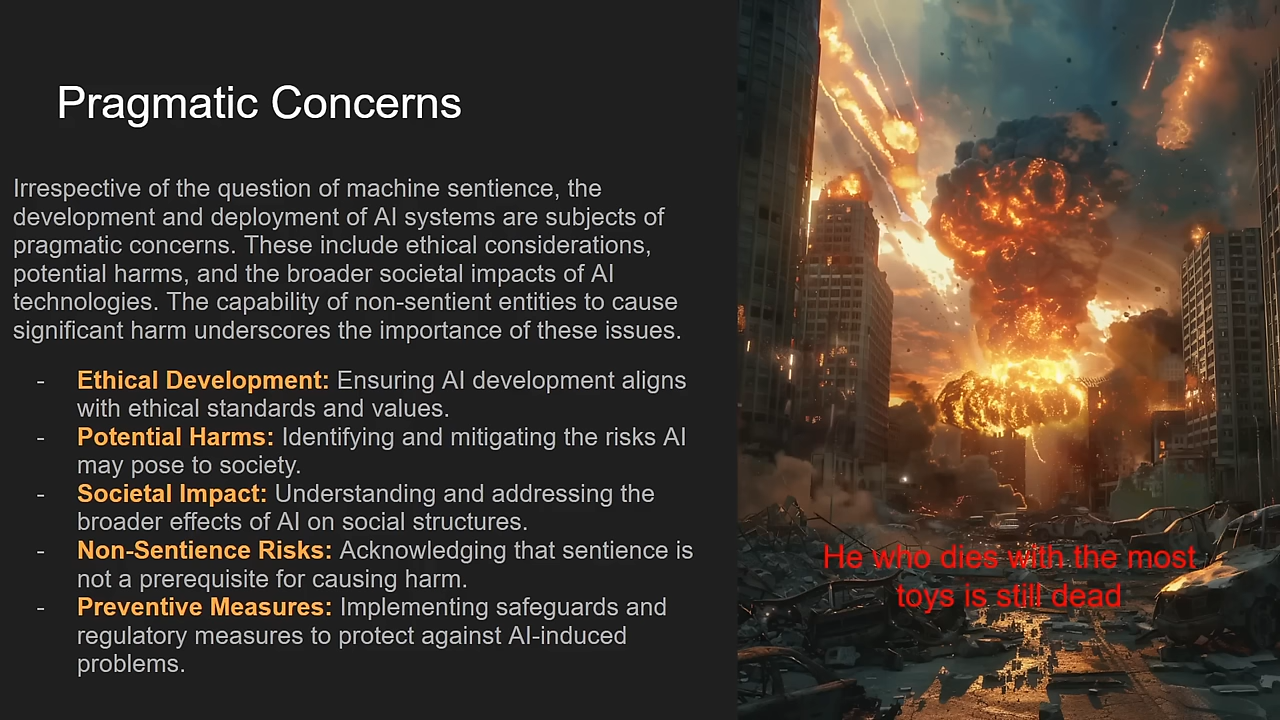 Pragmatic Concerns
Irrespective of the question of machine sentience, the
development and deployment of AI systems are subjects of
pragmatic concerns. These include ethical considerations,
potential harms, and the broader societal impacts of AI
technologies. The capability of non-sentient entities to cause
significant harm underscores the importance of these issues.
- Ethical Development: Ensuring AI development aligns
with ethical standards and values.
- Potential Harms: Identifying and mitigating the risks AI
may pose to society.
- Societal Impact: Understanding and addressing the
broader effects of AI on social structures.
- Non-Sentience Risks: Acknowledging that sentience is
not a prerequisite for causing harm.
- Preventive Measures: Implementing safeguards and
regulatory measures to protect against AI-induced
problems.
He who dies with the most
toys is still dead